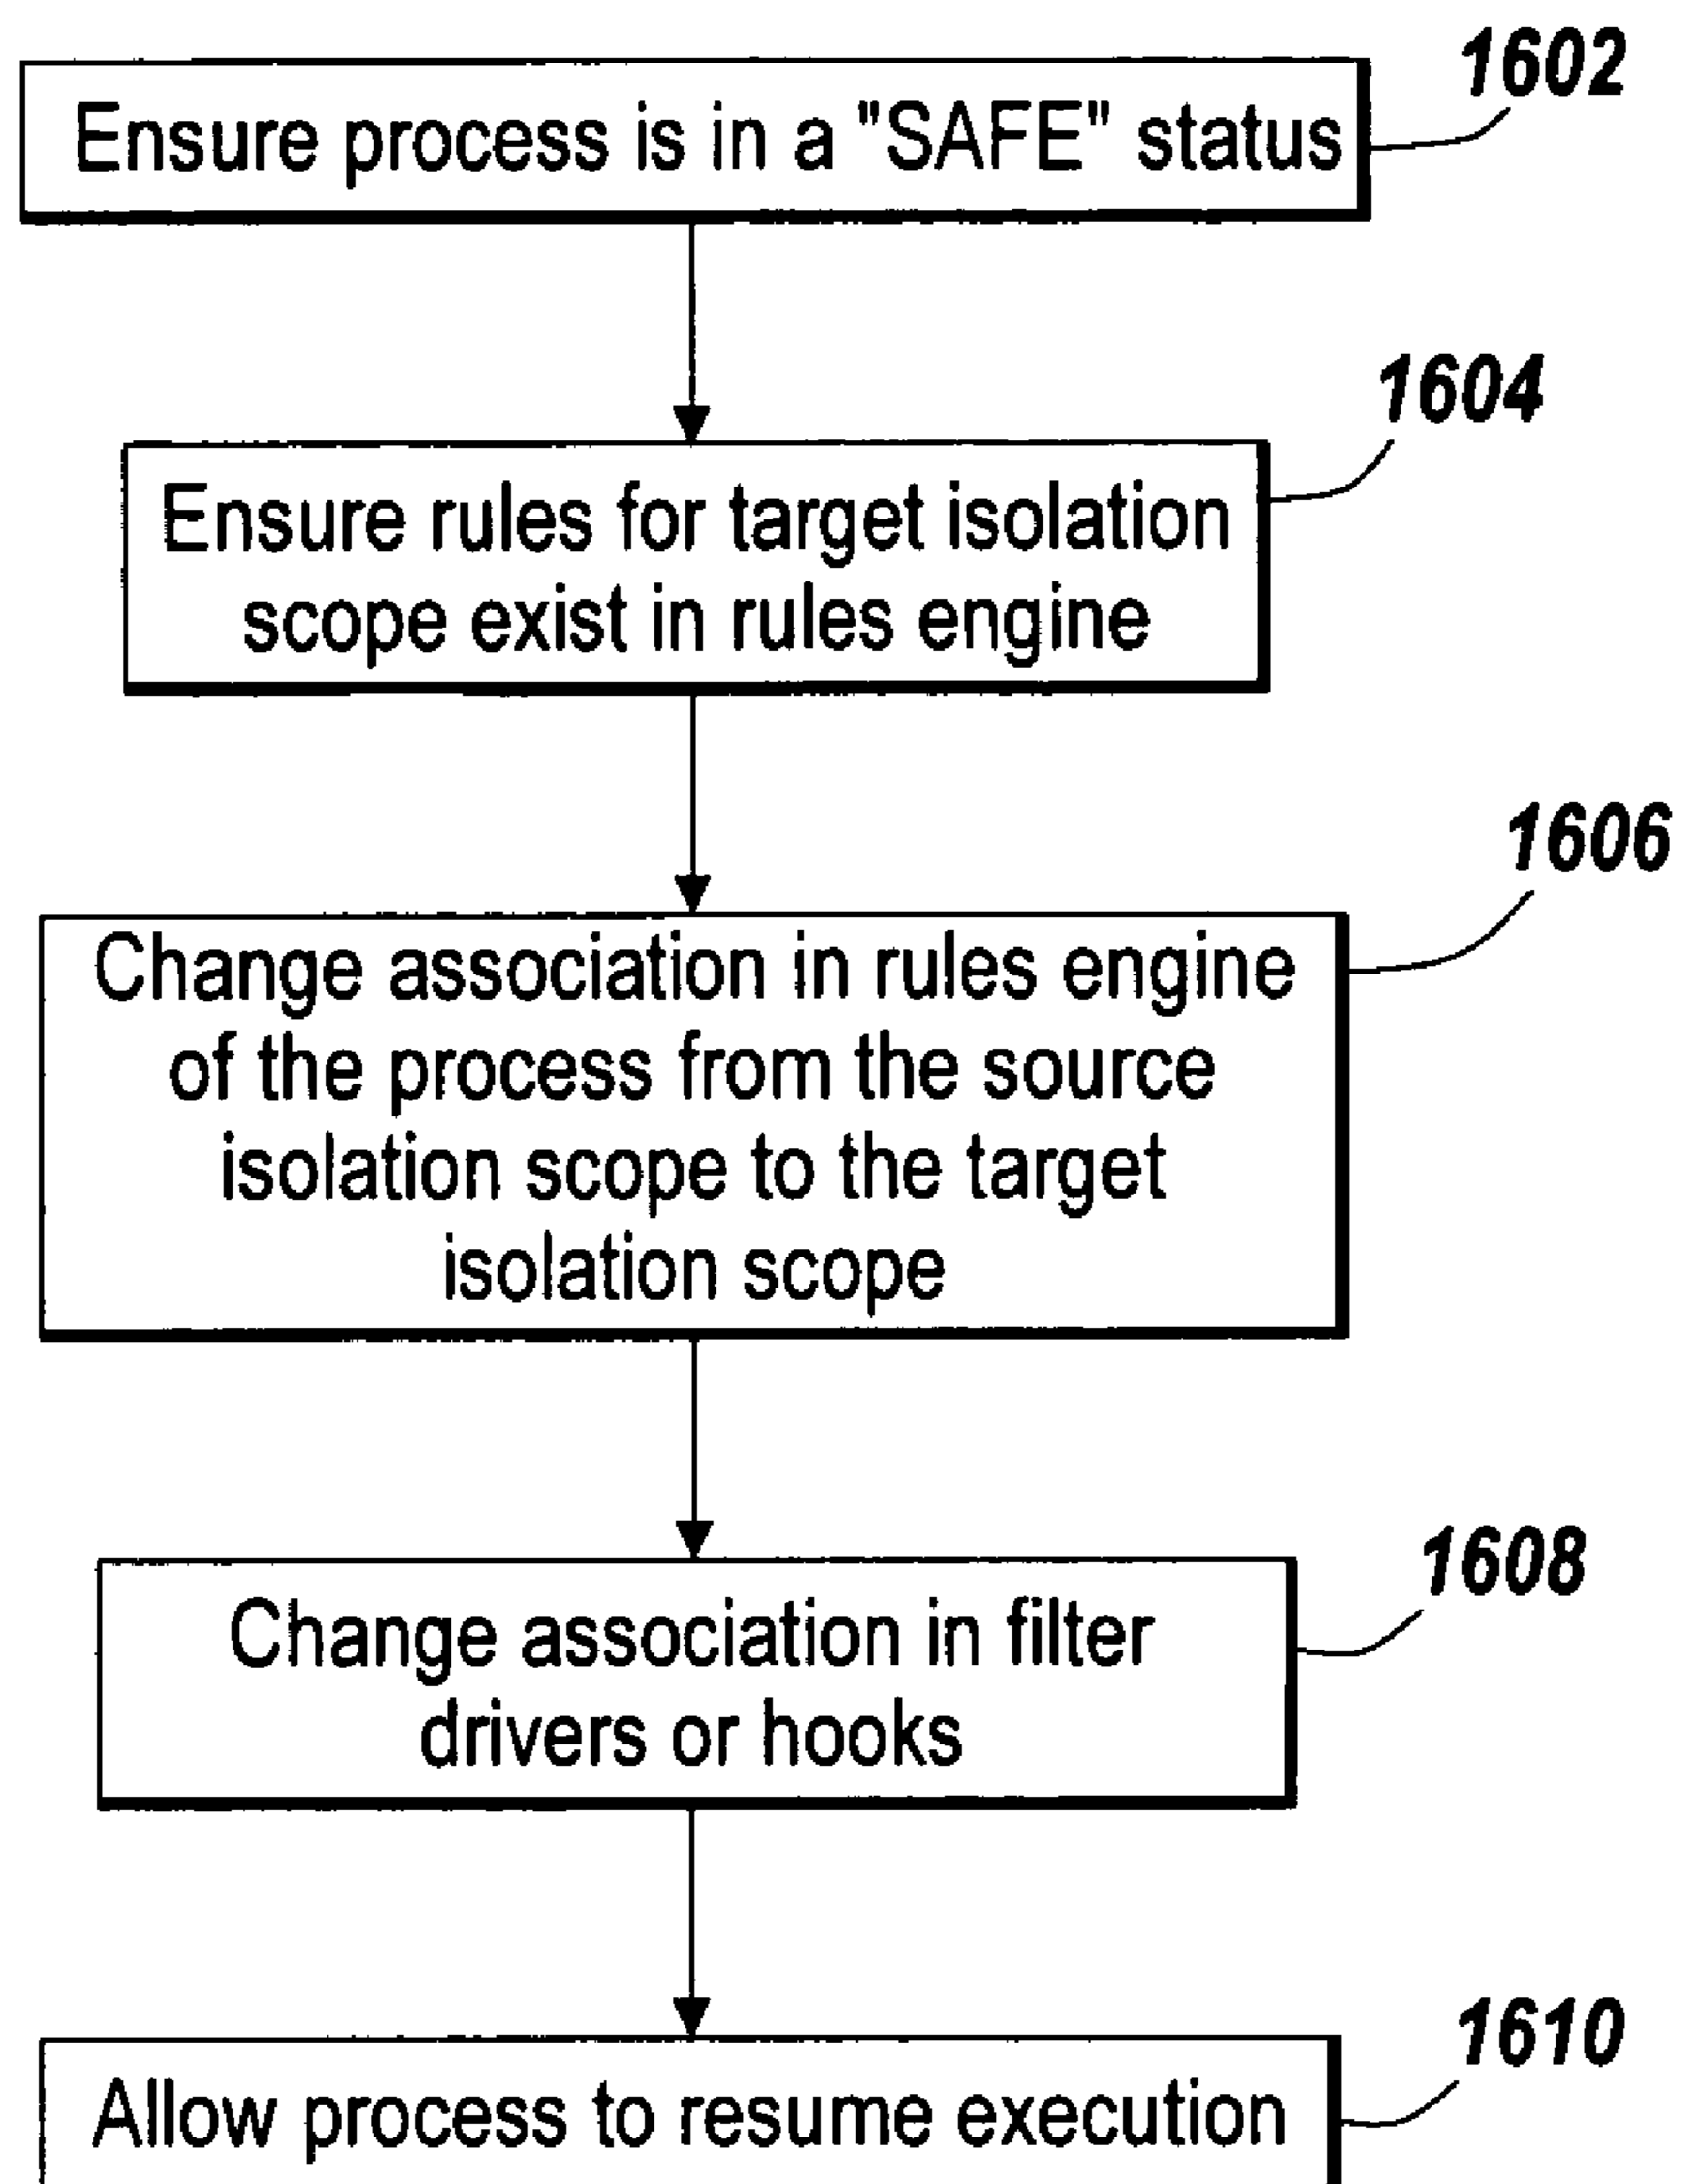 1602
Ensure process is in a "SAFE" status
1604
Ensure rules for target isolation
scope exist in rules engine
1606
Change association in rules engine
of the process from the source
isolation scope to the target
isolation scope
1608
Change association in filter
drivers or hooks
1610
Allow process to resume execution